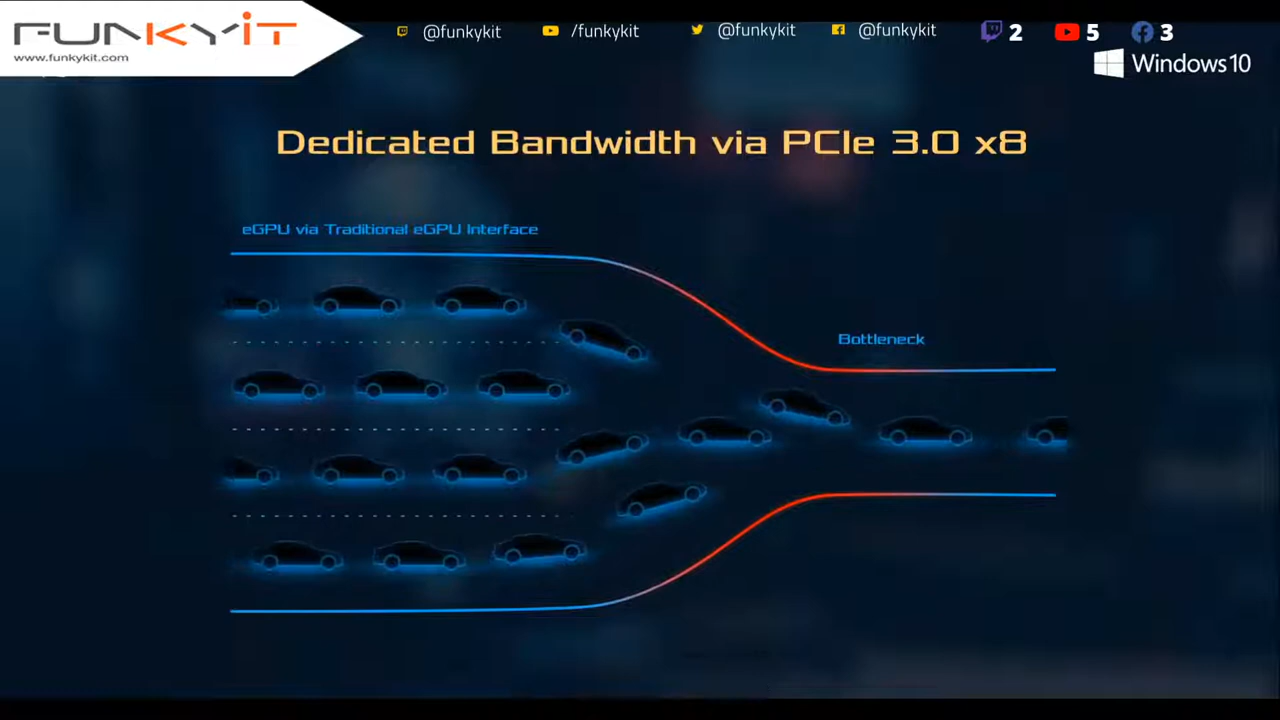 FUNKYIT
www.funkykit.com
@funkykit
/funkykit
@funkykit
@funkykit
2
5
3
Windows10
Dedicated Bandwidth via PCIe 3.0 x8
eGPU via Traditional eGPU Interface
Bottleneck